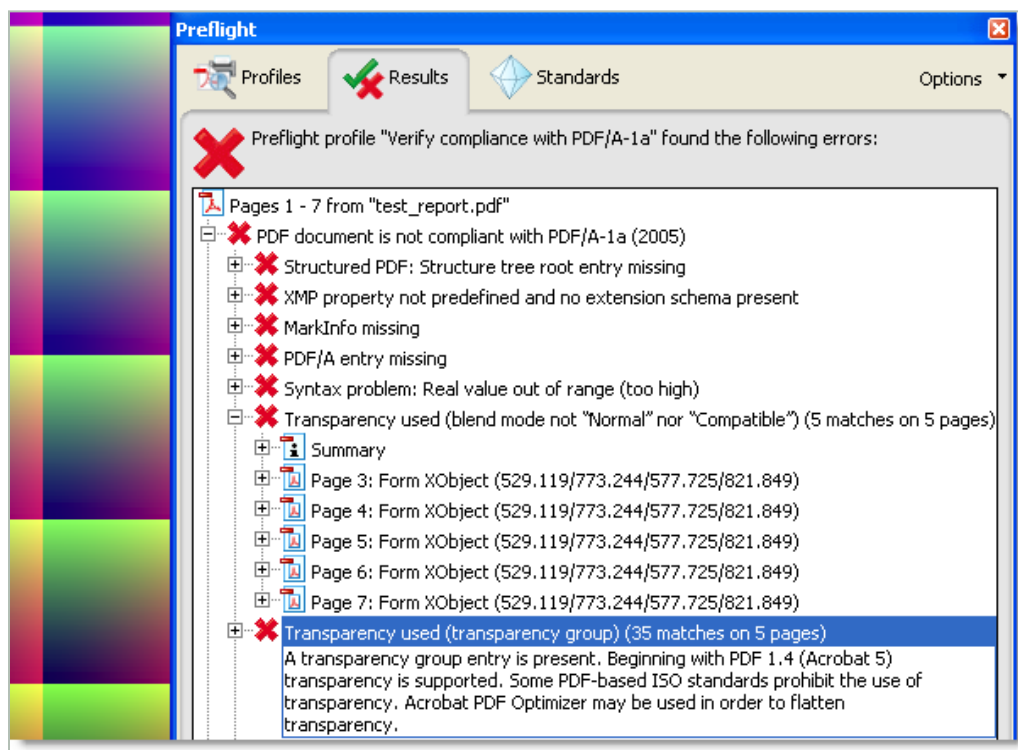 Preflight
Profiles
Results
Standards
Options
Preflight profile "Verify compliance with PDF/A-1a" found the following errors:
Pages 1 - 7 from "test_report.pdf"
PDF document is not compliant with PDF/A-1a (2005)
Structured PDF: Structure tree root entry missing
XMP property not predefined and no extension schema present
MarkInfo missing
PDF/A entry missing
Syntax problem: Real value out of range (too high)
Transparency used (blend mode not “Normal” nor “Compatible”) (5 matches on 5 pages)
Summary
Page 3: Form XObject (529.119/773.244/577.725/821.849)
Page 4: Form XObject (529.119/773.244/577.725/821.849)
Page 5: Form XObject (529.119/773.244/577.725/821.849)
Page 6: Form XObject (529.119/773.244/577.725/821.849)
Page 7: Form XObject (529.119/773.244/577.725/821.849)
Transparency used (transparency group) (35 matches on 5 pages)
A transparency group entry is present. Beginning with PDF 1.4 (Acrobat 5)
transparency is supported. Some PDF-based ISO standards prohibit the use of
transparency. Acrobat PDF Optimizer may be used in order to flatten
transparency.